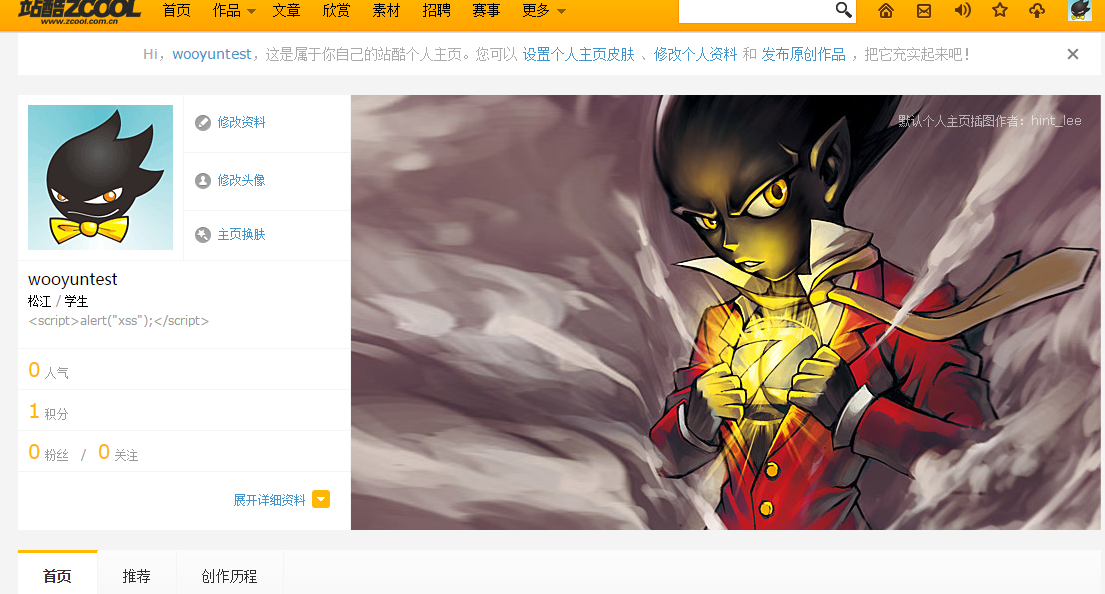 站酷ZCOOL
www.zcool.com.cn
首页 作品 文章 欣赏 素材 招聘 赛事 更多
Hi，wooyuntest，这是属于你自己的站酷个人主页。您可以 设置个人主页皮肤 、修改个人资料 和 发布原创作品 ，把它充实起来吧！
默认个人主页插图作者：hint_lee
修改资料
修改头像
主页换肤
wooyuntest
松江 / 学生
<script>alert("xss");</script>
0 人气
1 积分
0 粉丝 / 0 关注
展开详细资料
首页 推荐 创作历程